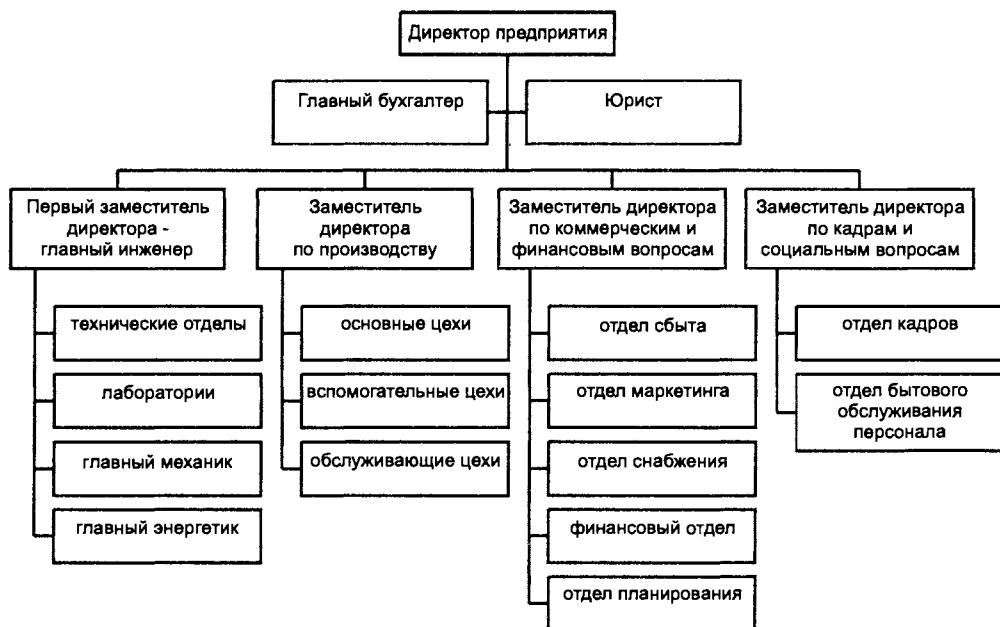 Директор предприятия
Главный бухгалтер
Юрист
Первый заместитель
директора -
главный инженер
Заместитель
директора
по производству
Заместитель директора
по коммерческим и
финансовым вопросам
Заместитель директора
по кадрам и
социальным вопросам
технические отделы
лаборатории
главный механик
главный энергетик
основные цехи
вспомогательные цехи
обслуживающие цехи
отдел сбыта
отдел маркетинга
отдел снабжения
финансовый отдел
отдел планирования
отдел кадров
отдел бытового
обслуживания
персонала